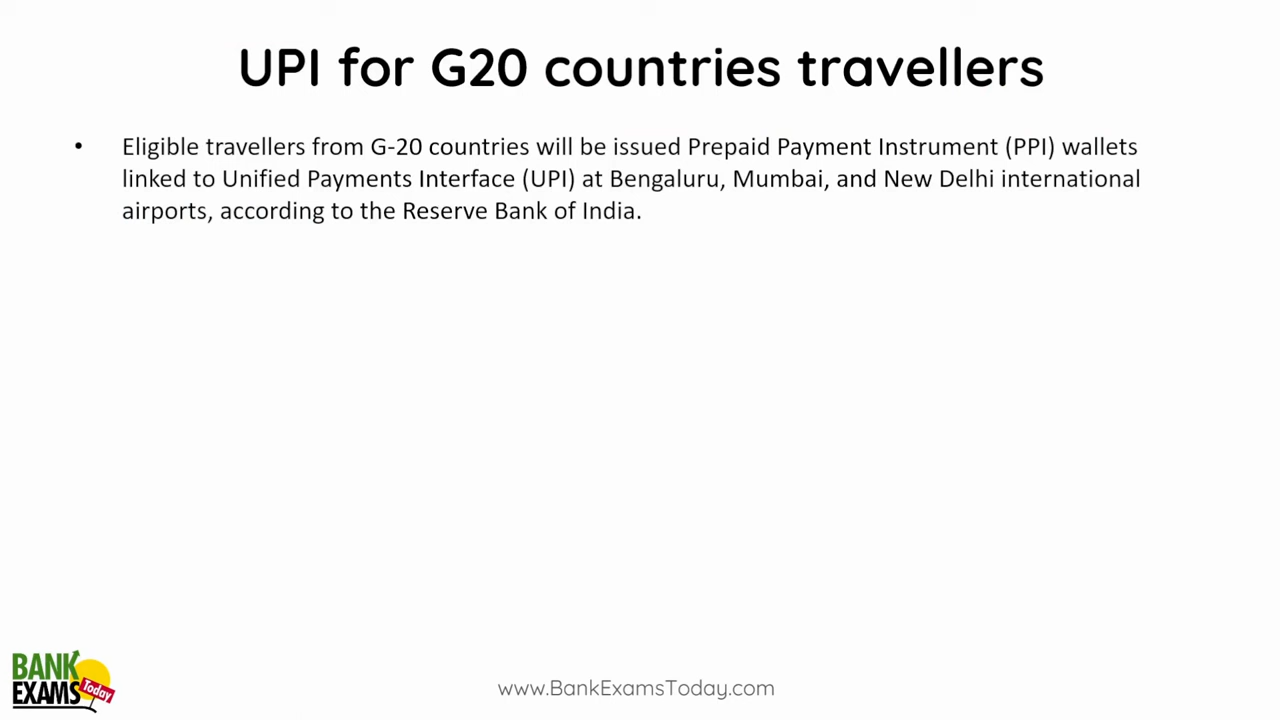 UPI for G20 countries travellers
• Eligible travellers from G-20 countries will be issued Prepaid Payment Instrument (PPI) wallets
linked to Unified Payments Interface (UPI) at Bengaluru, Mumbai, and New Delhi international
airports, according to the Reserve Bank of India.
BANK
EXAMS Today
www.BankExamsToday.com